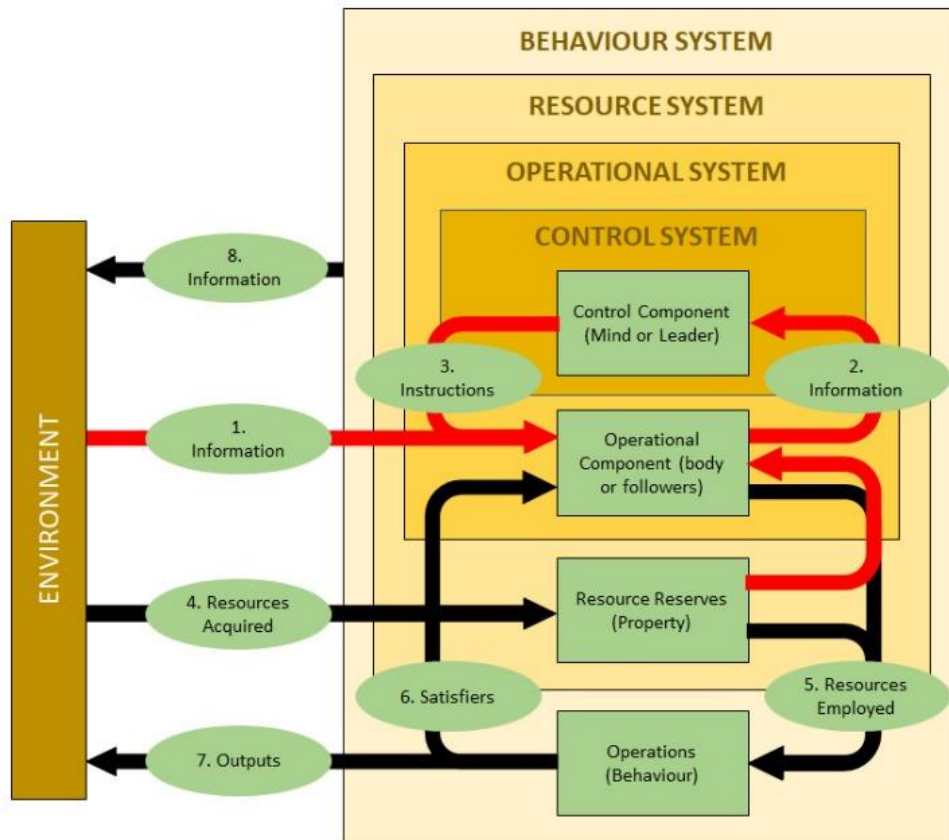 BEHAVIOUR SYSTEM
RESOURCE SYSTEM
OPERATIONAL SYSTEM
CONTROL SYSTEM
8.
Information
Control Component
(Mind or Leader)
3.
Instructions
2.
Information
ENVIRONMENT
1.
Information
Operational
Component (body
or followers)
4. Resources
Acquired
Resource Reserves
(Property)
6. Satisfiers
5. Resources
Employed
7. Outputs
Operations
(Behaviour)